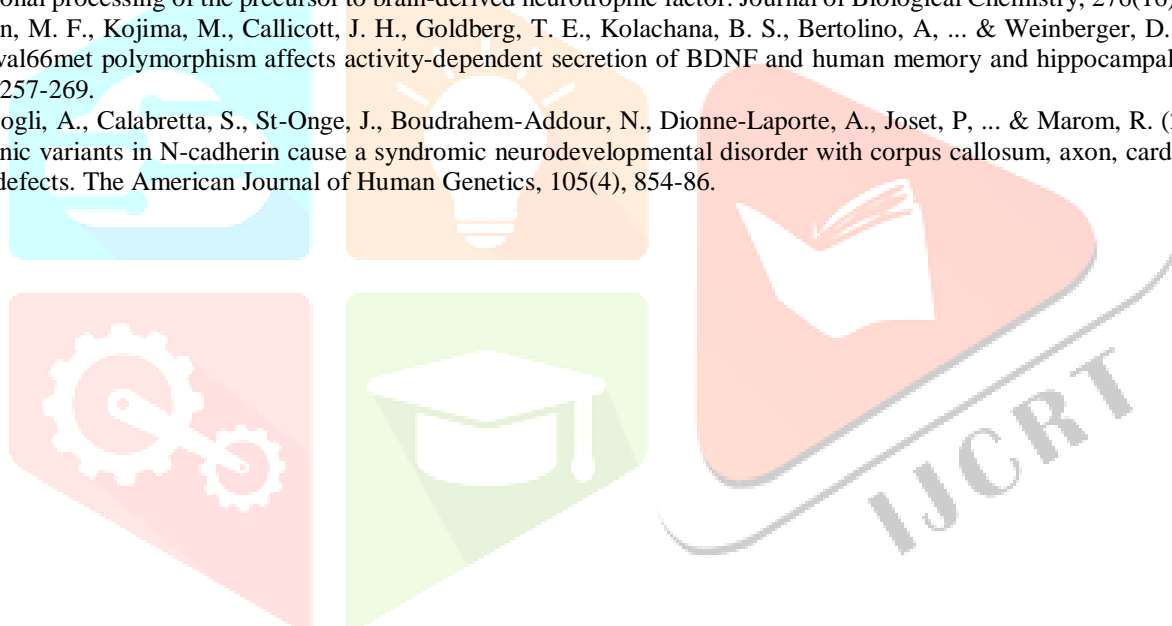 onal processing of the precursor to brain-derived neurotrophic factor. Journal of Biological Chemistry, 276(16)
n, M. F., Kojima, M., Callicott, J. H., Goldberg, T. E., Kolachana, B. S., Bertolino, A, ... & Weinberger, D.
val66met polymorphism affects activity-dependent secretion of BDNF and human memory and hippocampal
257-269.
ogli, A., Calabretta, S., St-Onge, J., Boudrahem-Addour, N., Dionne-Laporte, A., Joset, P, ... & Marom, R. (
nic variants in N-cadherin cause a syndromic neurodevelopmental disorder with corpus callosum, axon, card
defects. The American Journal of Human Genetics, 105(4), 854-86.
IJCRT